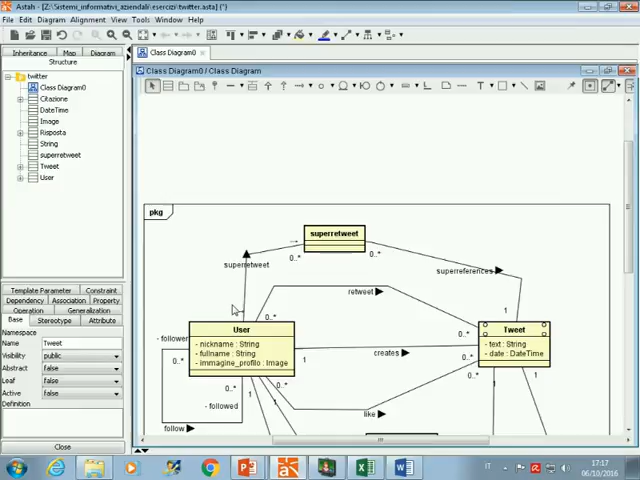 Astah - [Z:\Sistemi_informativi_aziendali\esercizi\twitter.asta] (*)
File Edit Diagram Alignment View Tools Window Help
Inheritance Map Diagram
Structure
twitter
Class Diagram0
Citazione
DateTime
Image
Risposta
String
superretweet
Tweet
User
Template Parameter Constraint
Dependency Association Property
Operation Generalization
Base Stereotype Attribute
Namespace
Name Tweet
Visibility public
Abstract false
Leaf false
Active false
Definition
Close
Class Diagram0
Class Diagram0 / Class Diagram
pkg
superretweet
0..*
0..*
superretweet
superreferences
retweet
0..*
1
0..*
User
- nickname : String
- fullname : String
- immagine_profilo : Image
Tweet
- text : String
- date : DateTime
creates
1
0..*
- follower
0..*
0..*
- followed
follow
1
0..*
1
like
0..*
1
IT
17:17
06/10/2016